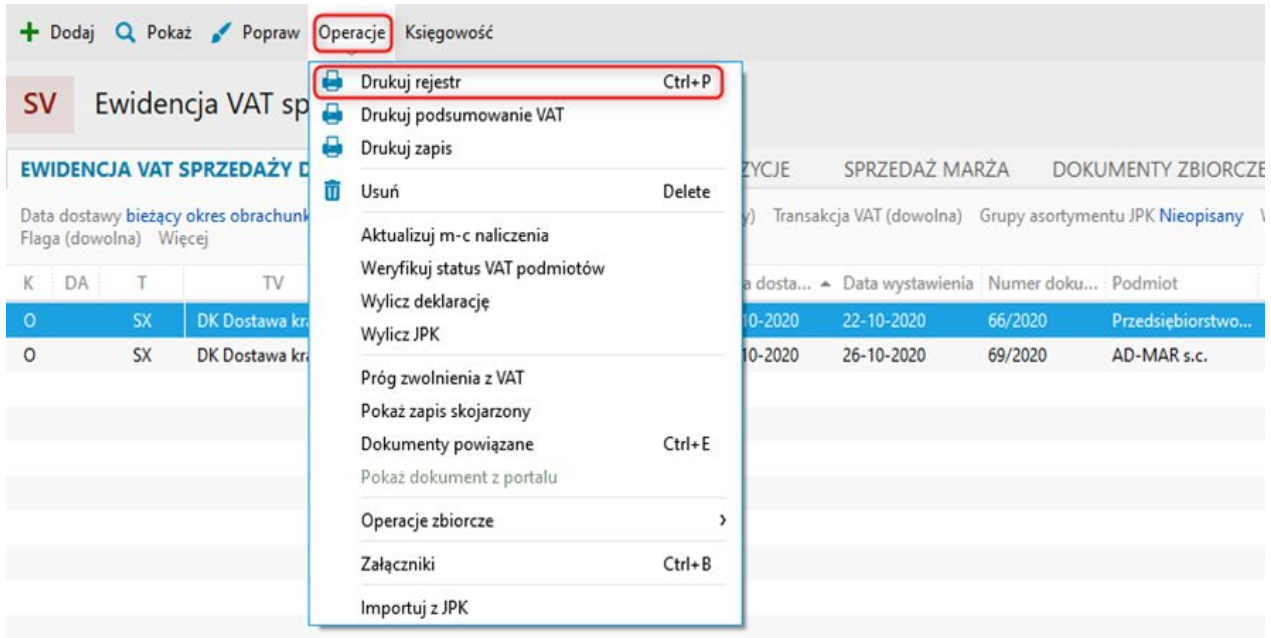 Dodaj Pokaż Popraw Operacje Księgowość
SV Ewidencja VAT sp
Drukuj rejestr Ctrl+P
Drukuj podsumowanie VAT
Drukuj zapis
Usuń Delete
Aktualizuj m-c naliczenia
Weryfikuj status VAT podmiotów
Wylicz deklarację
Wylicz JPK
Próg zwolnienia z VAT
Pokaż zapis skojarzony
Dokumenty powiązane Ctrl+E
Pokaż dokument z portalu
Operacje zbiorcze
Załączniki Ctrl+B
Importuj z JPK
EWIDENCJA VAT SPRZEDAŻY ZYCJE SPRZEDAŻ MARŻA DOKUMENTY ZBIORCZE
Data dostawy bieżący okres obrachunk y) Transakcja VAT (dowolna) Grupy asortymentu JPK Nieopisany
Flaga (dowolna) Więcej
K DA T TV a dosta... Data wystawienia Numer doku... Podmiot
O SX DK Dostawa kra 10-2020 22-10-2020 66/2020 Przedsiębiorstwo...
O SX DK Dostawa kra 10-2020 26-10-2020 69/2020 AD-MAR s.c.